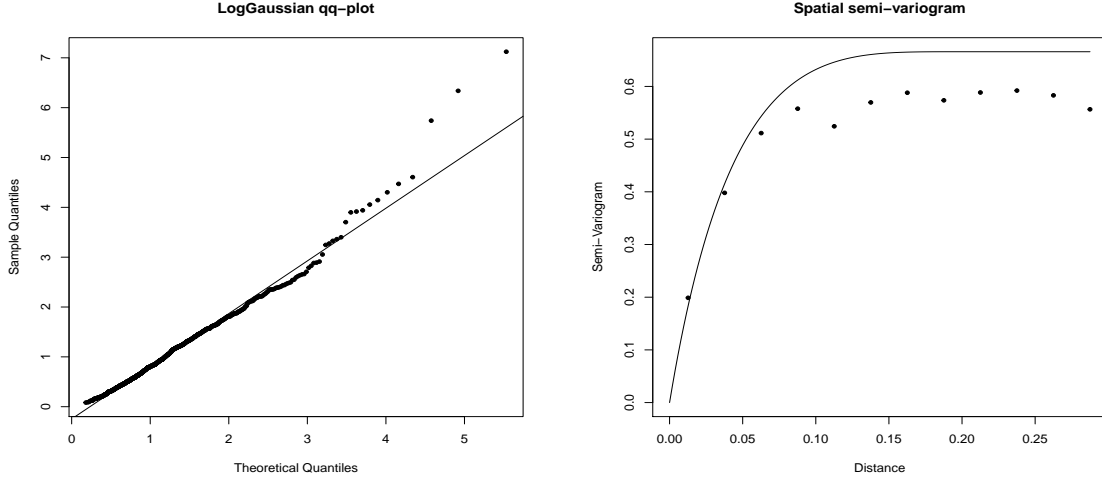 LogGaussian qq−plot
Sample Quantiles
7
6
5
4
3
2
1
0
0 1 2 3 4 5
Theoretical Quantiles
Spatial semi−variogram
Semi−Variogram
0.6
0.5
0.4
0.3
0.2
0.1
0.0
0.00 0.05 0.10 0.15 0.20 0.25
Distance